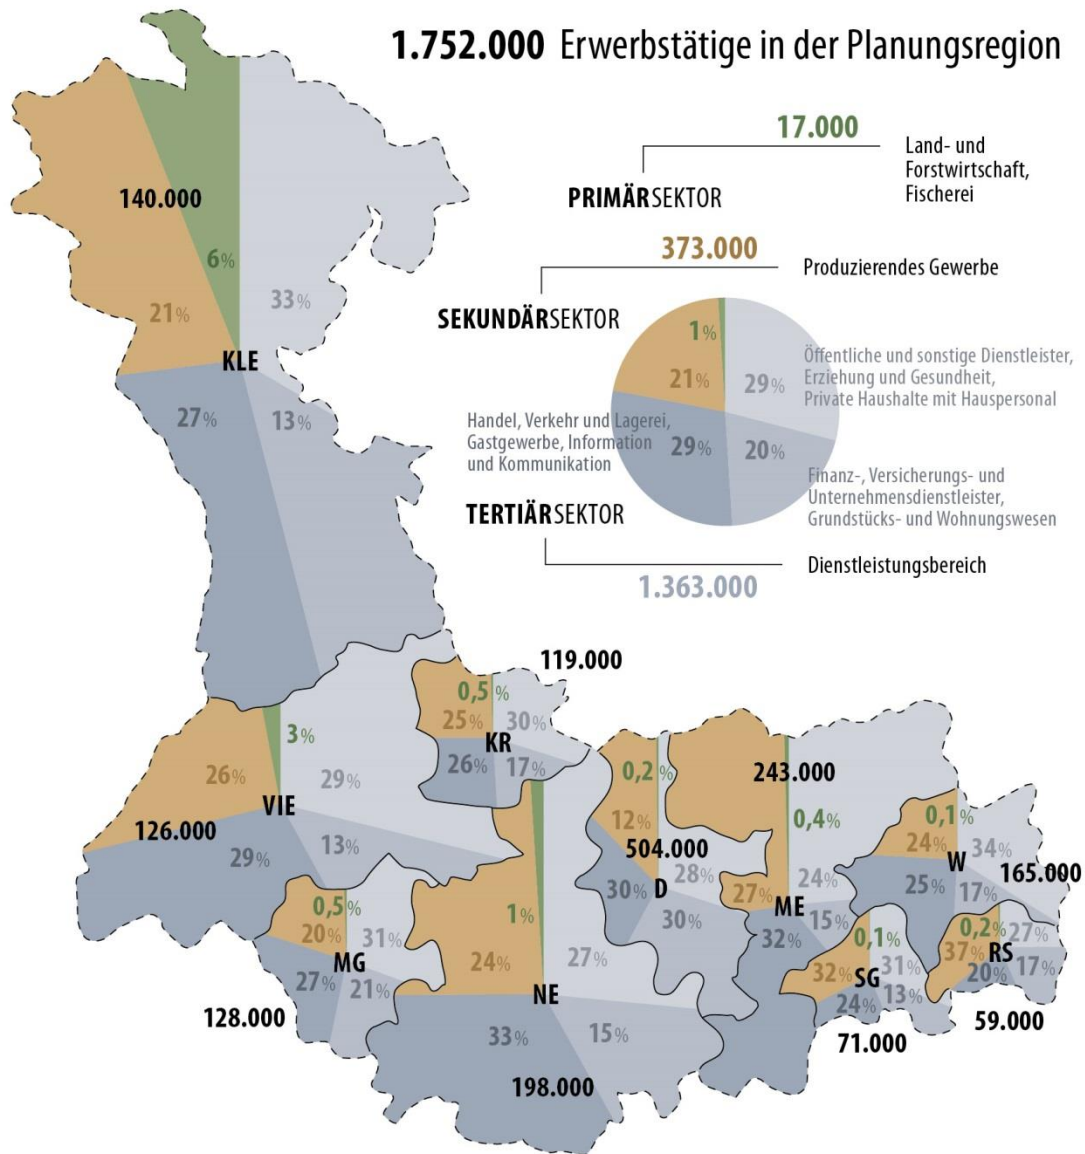 1.752.000 Erwerbstätige in der Planungsregion
17.000
Land- und
Forstwirtschaft,
Fischerei
PRIMÄRSEKTOR
373.000
Produzierendes Gewerbe
SEKUNDÄRSEKTOR
1%
21%
29%
29%
20%
Öffentliche und sonstige Dienstleister,
Erziehung und Gesundheit,
Private Haushalte mit Hauspersonal
Handel, Verkehr und Lagerei,
Gastgewerbe, Information
und Kommunikation
Finanz-, Versicherungs- und
Unternehmensdienstleister,
Grundstücks- und Wohnungswesen
TERTIÄRSEKTOR
Dienstleistungsbereich
1.363.000
140.000
6%
21%
33%
KLE
27%
13%
119.000
0,5%
25%
30%
KR
26%
17%
3%
26%
29%
VIE
126.000
29%
13%
0,5%
20%
31%
MG
27%
21%
128.000
1%
24%
27%
NE
33%
15%
198.000
0,2%
12%
504.000
28%
D
30%
30%
243.000
0,4%
27%
24%
ME
32%
15%
0,1%
24%
34%
W
165.000
25%
17%
0,1%
32%
31%
SG
24%
13%
71.000
0,2%
27%
37%
RS
20%
17%
59.000